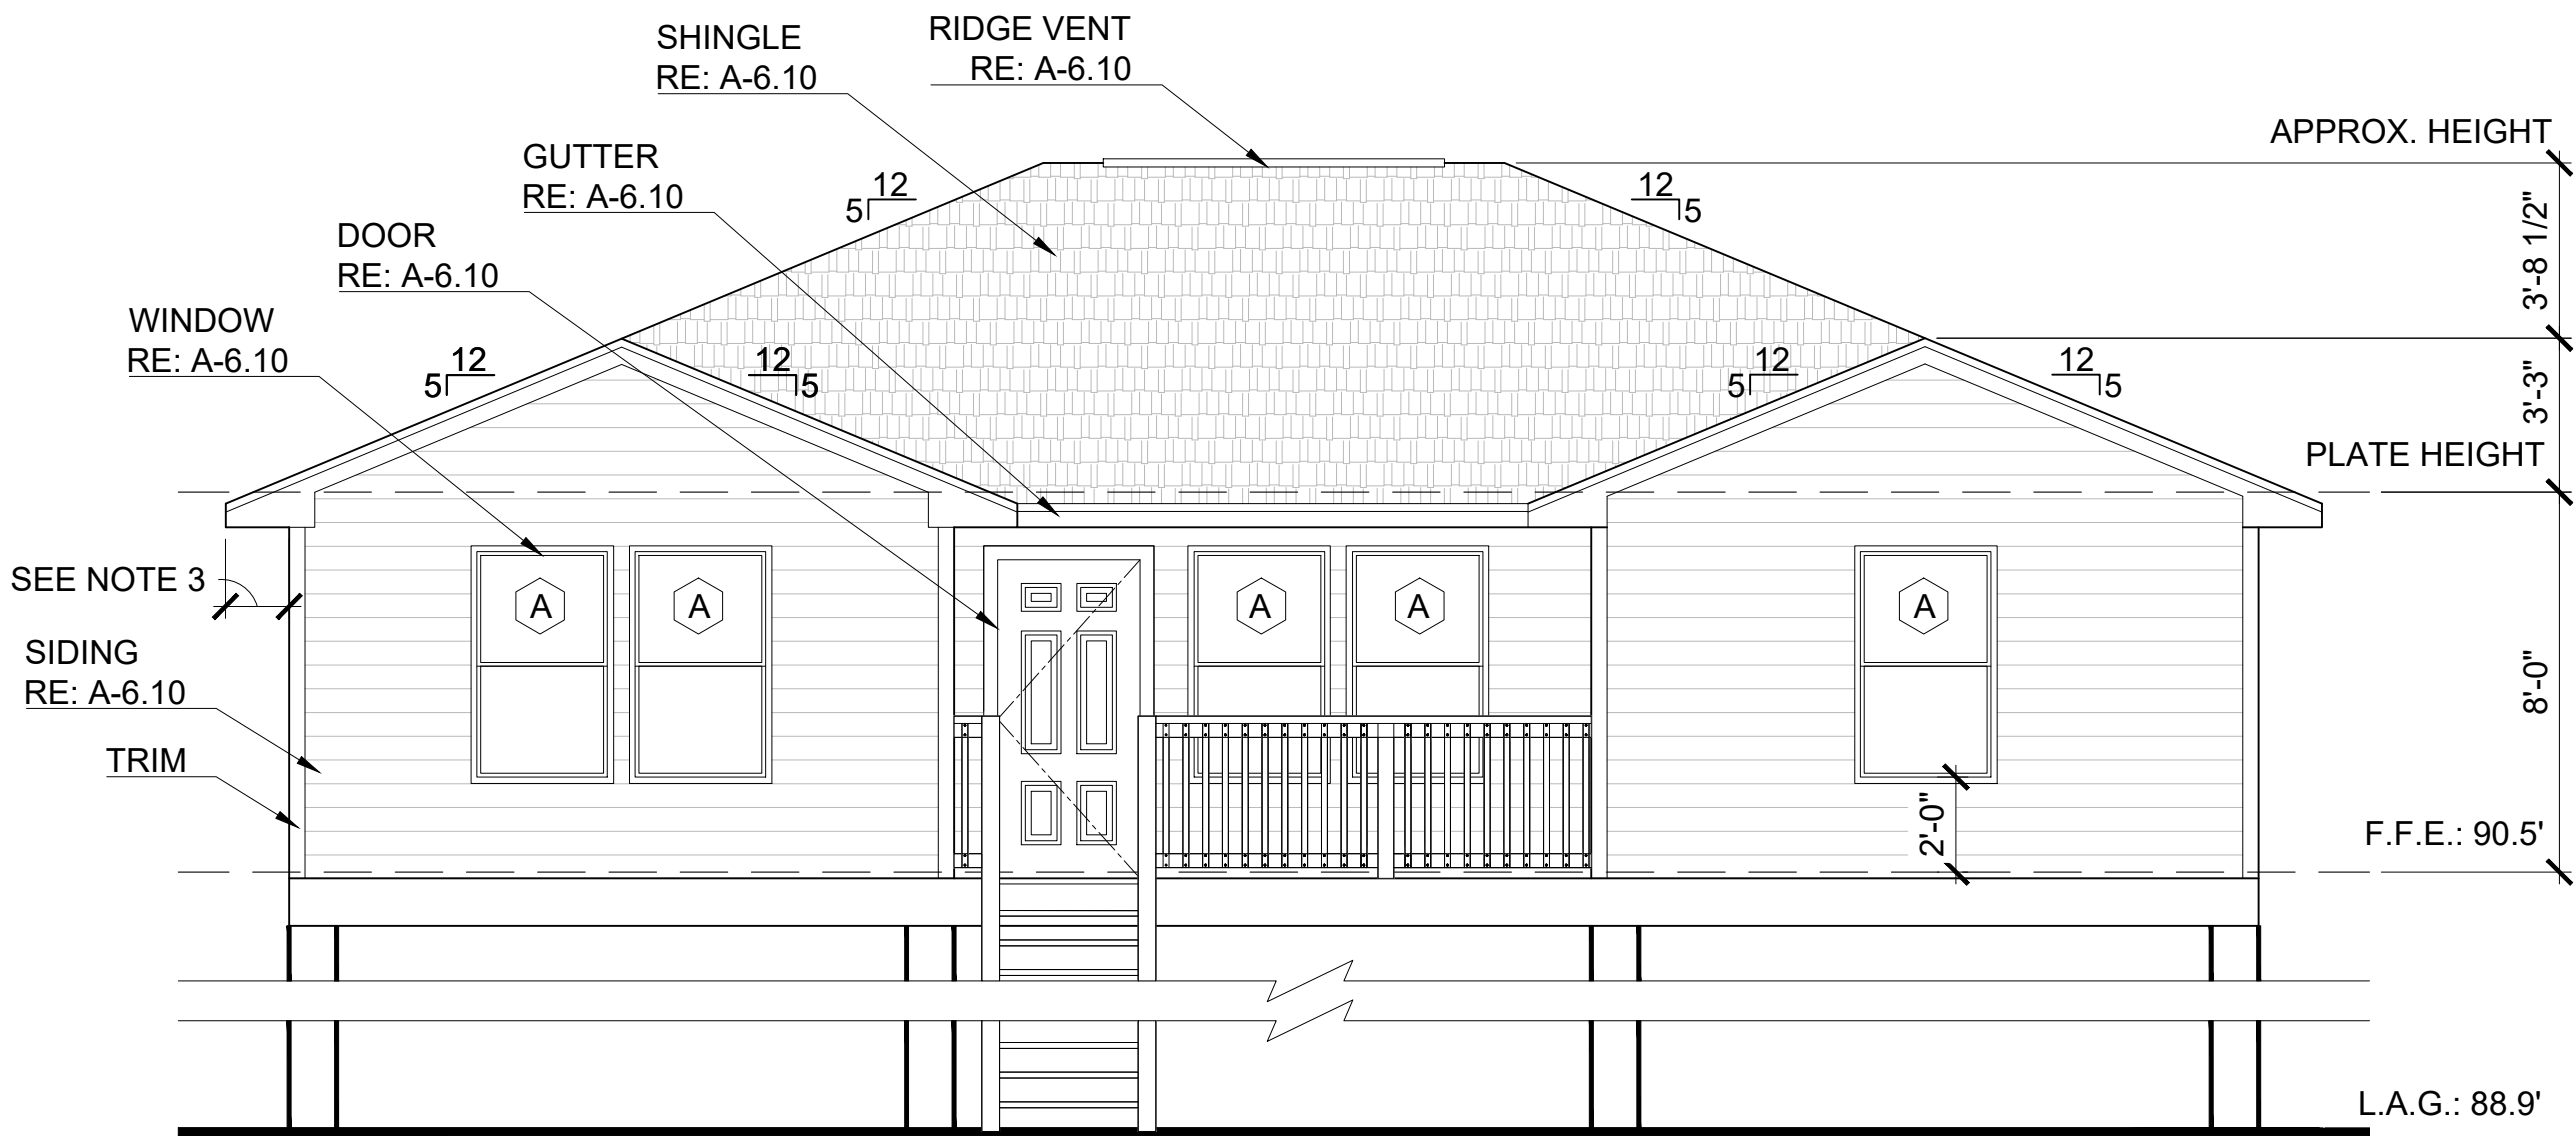 SHINGLE
RE: A-6.10
RIDGE VENT
RE: A-6.10
GUTTER
RE: A-6.10
DOOR
RE: A-6.10
WINDOW
RE: A-6.10
APPROX. HEIGHT
12
5
12
5
3'-8 1/2"
12
5
12
5
12
5
12
5
3'-3"
PLATE HEIGHT
SEE NOTE 3
A
A
A
A
A
SIDING
RE: A-6.10
TRIM
8'-0"
2'-0"
F.F.E.: 90.5'
L.A.G.: 88.9'